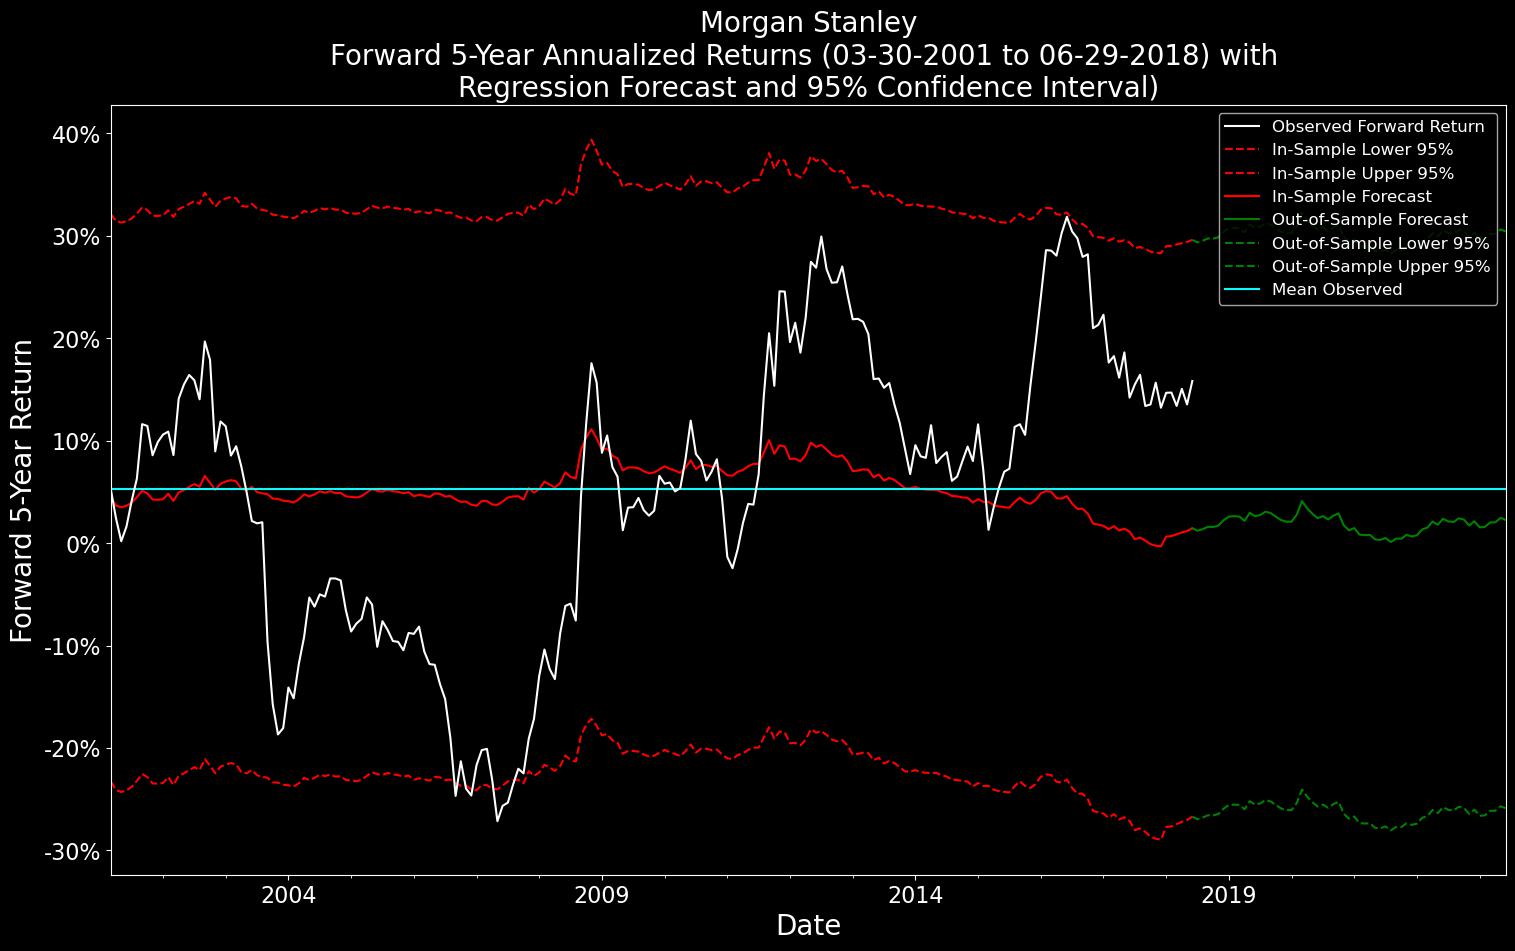 Morgan Stanley
Forward 5-Year Annualized Returns (03-30-2001 to 06-29-2018) with
Regression Forecast and 95% Confidence Interval)
Observed Forward Return
In-Sample Lower 95%
In-Sample Upper 95%
In-Sample Forecast
Out-of-Sample Forecast
Out-of-Sample Lower 95%
Out-of-Sample Upper 95%
Mean Observed
Forward 5-Year Return
40%
30%
20%
10%
0%
-10%
-20%
-30%
2004
2009
2014
2019
Date